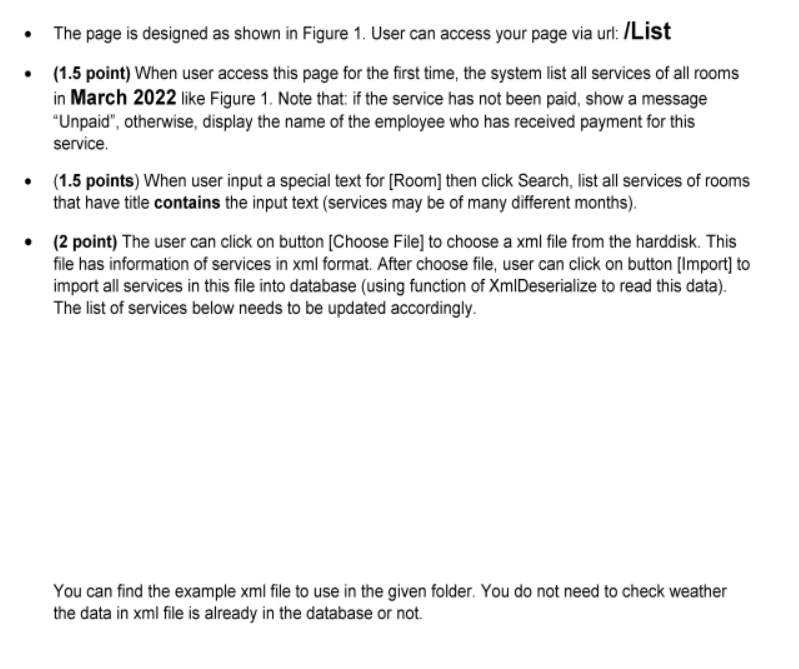 • The page is designed as shown in Figure 1. User can access your page via url: /List
• (1.5 point) When user access this page for the first time, the system list all services of all rooms
in March 2022 like Figure 1. Note that: if the service has not been paid, show a message
“Unpaid”, otherwise, display the name of the employee who has received payment for this
service.
• (1.5 points) When user input a special text for [Room] then click Search, list all services of rooms
that have title contains the input text (services may be of many different months).
• (2 point) The user can click on button [Choose File] to choose a xml file from the harddisk. This
file has information of services in xml format. After choose file, user can click on button [Import] to
import all services in this file into database (using function of XmlDeserialize to read this data).
The list of services below needs to be updated accordingly.
You can find the example xml file to use in the given folder. You do not need to check weather
the data in xml file is already in the database or not.